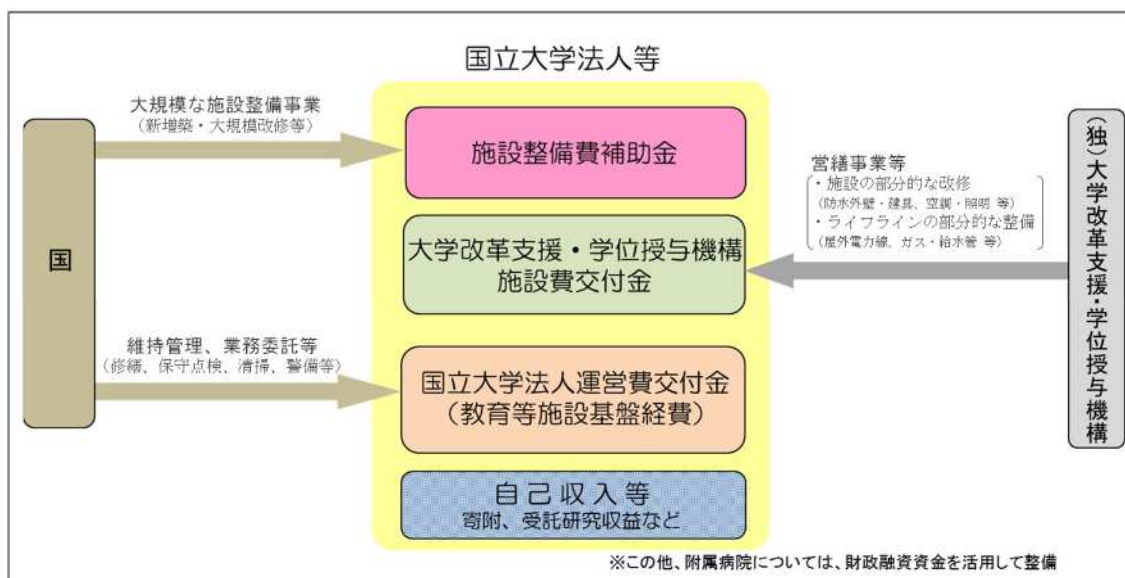 国立大学法人等
大規模な施設整備事業
(新増築・大規模改修等)
国
施設整備費補助金
営繕事業等
・施設の部分的な改修
(防水外壁・建具、空調・照明 等)
・ライフラインの部分的な整備
(屋外電力線、ガス・給水管 等)
(独)大学改革支援・学位授与機構
大学改革支援・学位授与機構
施設費交付金
維持管理、業務委託等
(修繕、保守点検、清掃、警備等)
国立大学法人運営費交付金
(教育等施設基盤経費)
自己収入等
寄附、受託研究収益など
※この他、附属病院については、財政融資資金を活用して整備